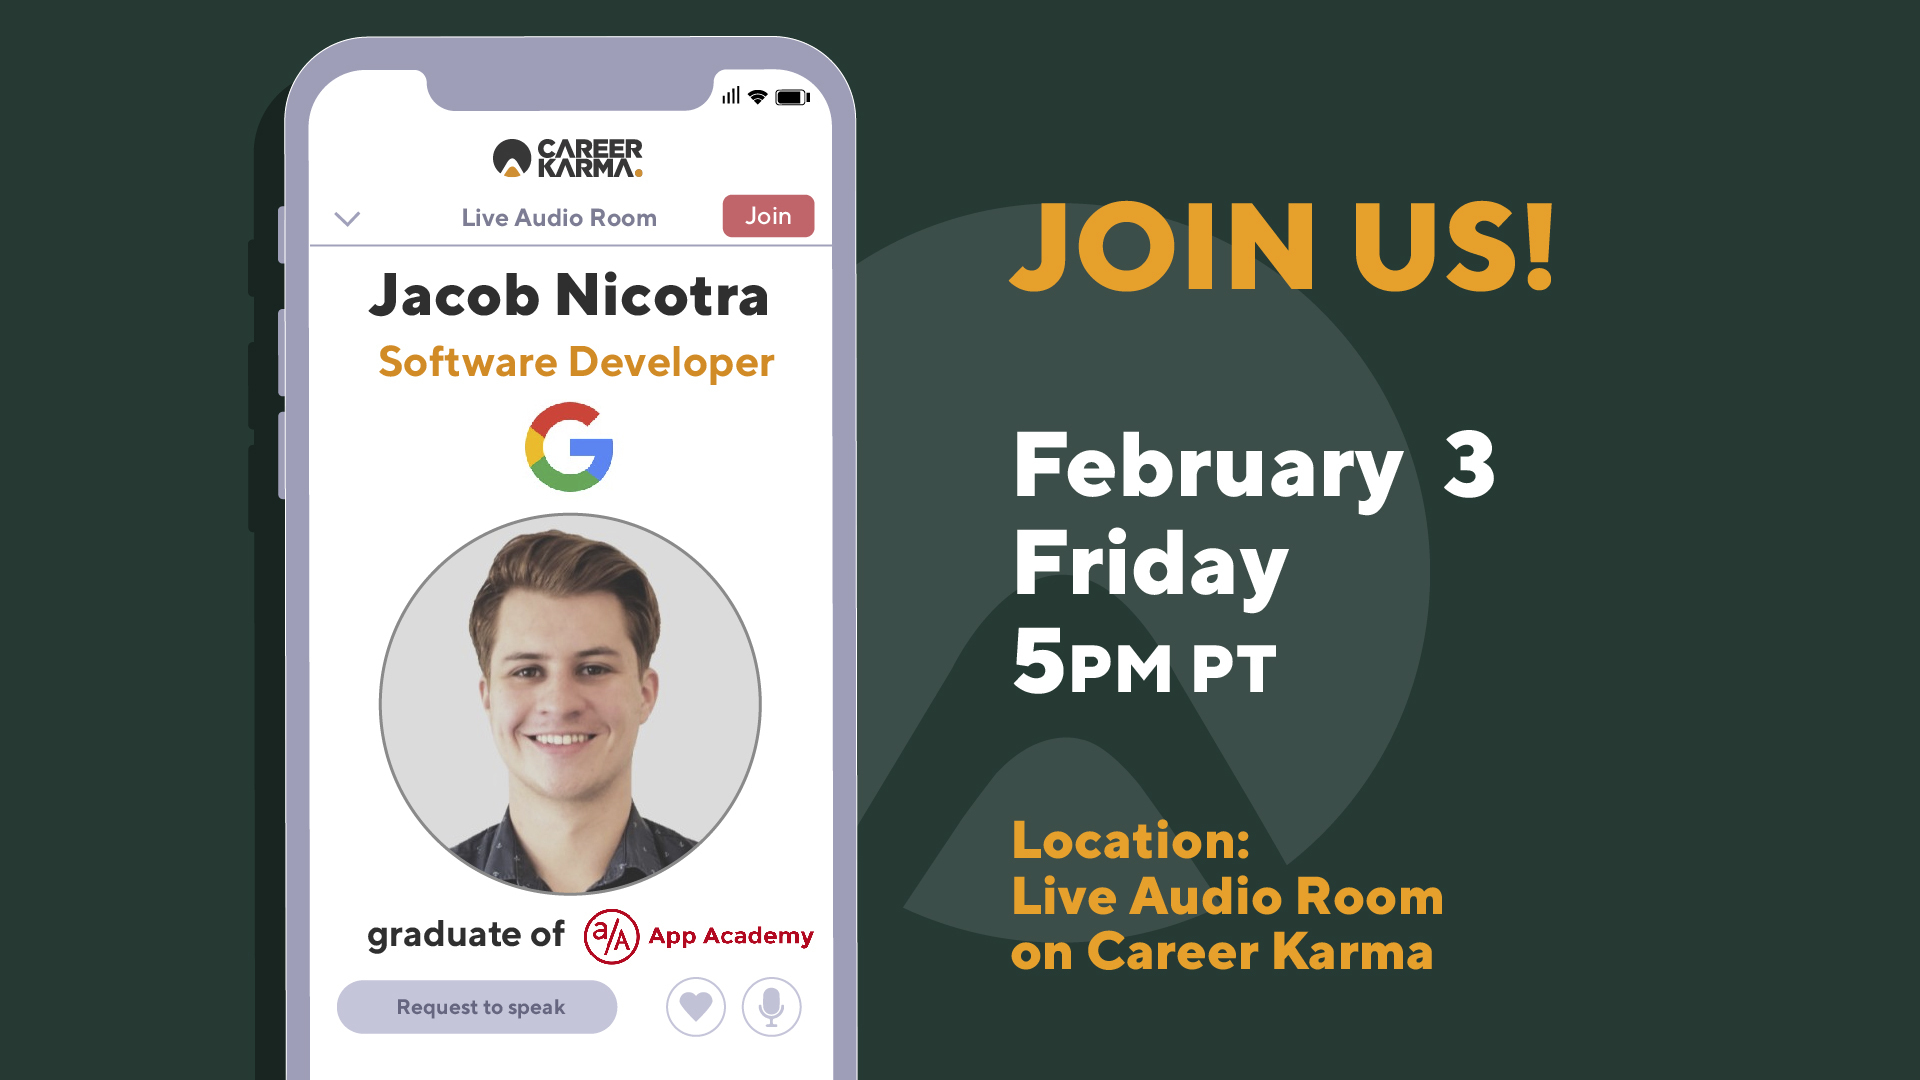 CAREER
KARMA.
Live Audio Room
Join
Jacob Nicotra
Software Developer
G
graduate of a/A App Academy
Request to speak
JOIN US!
February 3
Friday
5PM PT
Location:
Live Audio Room
on Career Karma